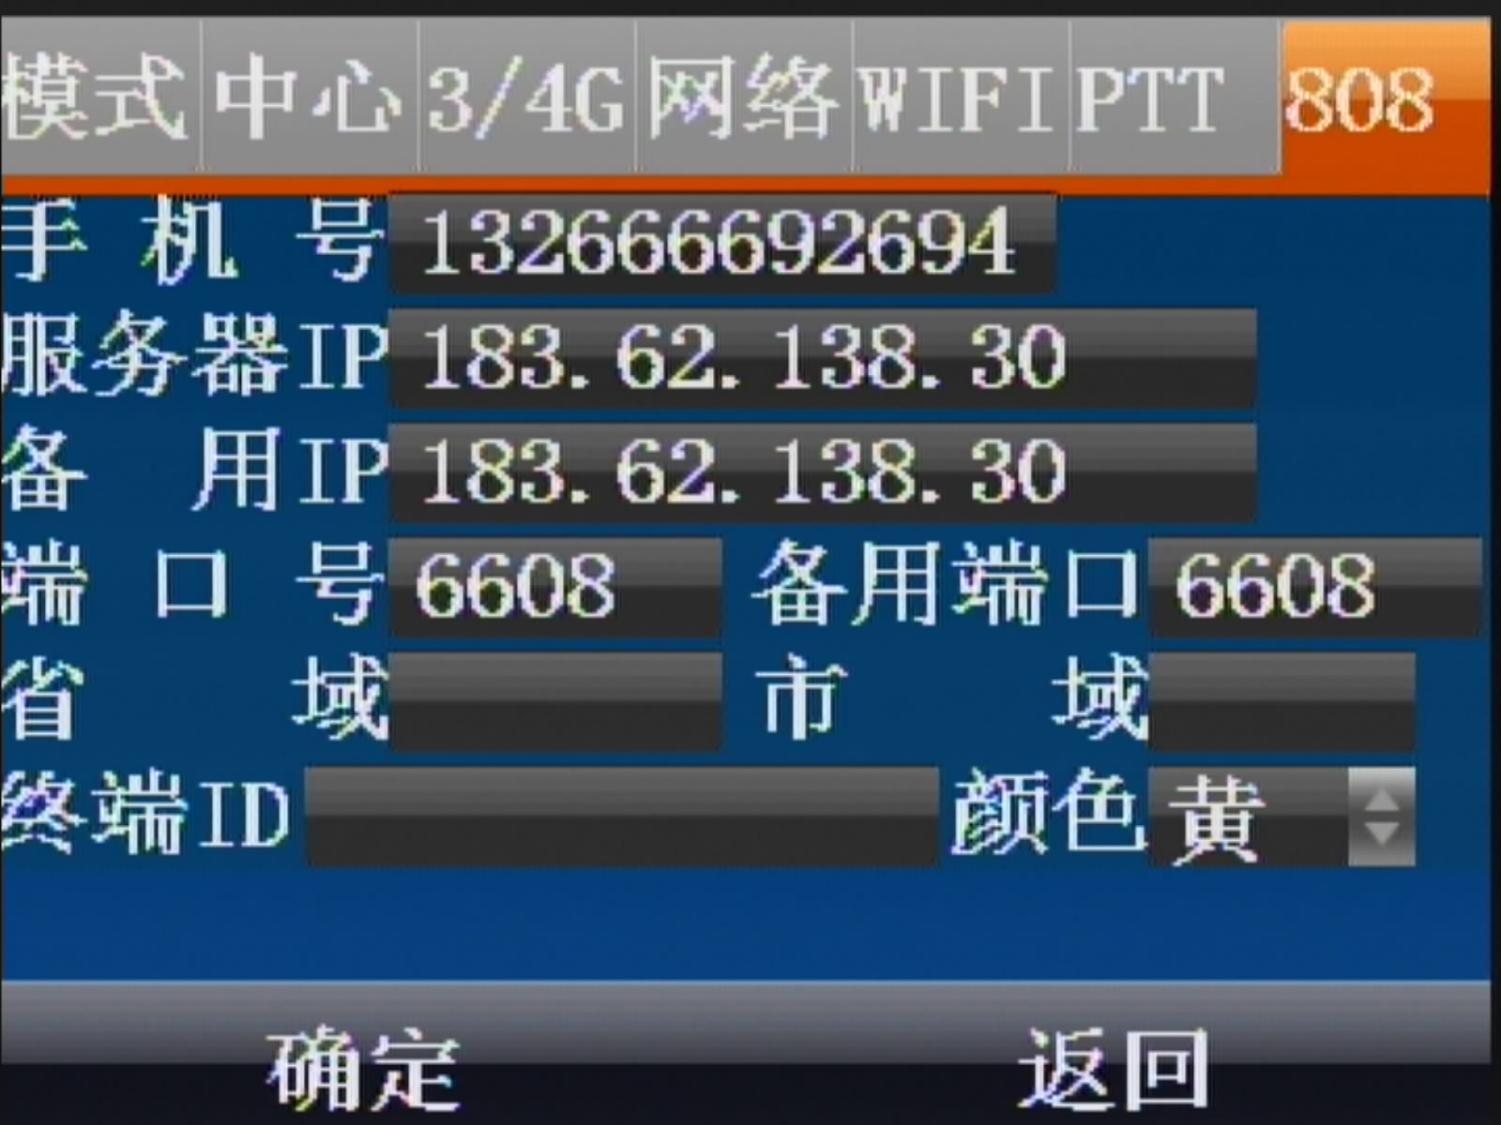 模式 中心 3/4G 网络 WIFI PTT 808
手机号 132666692694
服务器IP 183.62.138.30
备用IP 183.62.138.30
端口号 6608 备用端口 6608
省域 市域
终端ID 颜色 黄
确定 返回